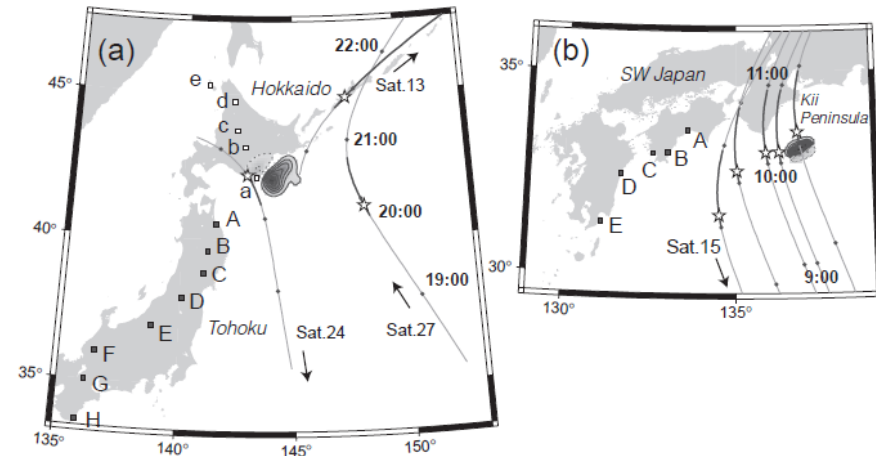 (a)
22:00
45°
e
Hokkaido
Sat.13
d
c
b
21:00
a
20:00
40°
A
B
C
19:00
D
Tohoku
E
Sat.27
Sat.24
F
35°
G
H
135°
140°
145°
150°
(b)
35°
SW Japan
11:00
Kii
Peninsula
A
B
C
D
10:00
E
Sat.15
30°
9:00
130°
135°